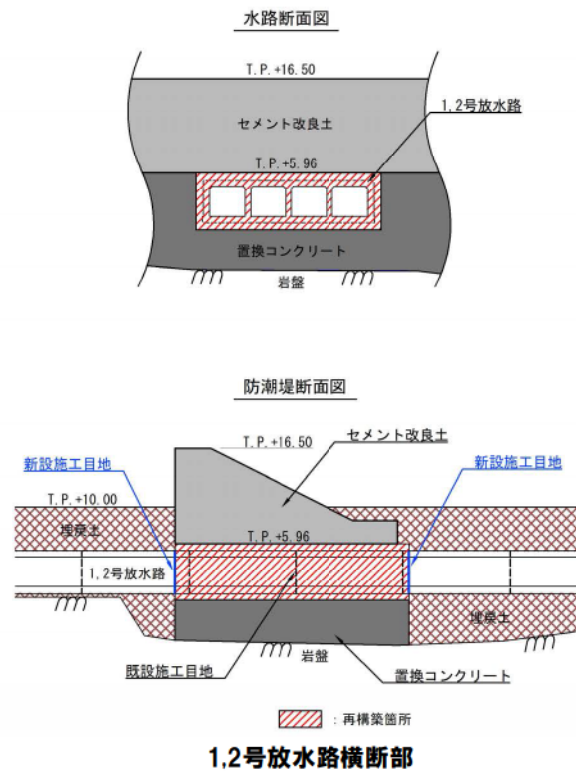 水路断面図
T.P.+16.50
1,2号放水路
セメント改良土
T.P.+5.96
置換コンクリート
岩盤
防潮堤断面図
セメント改良土
T.P.+16.50
新設施工目地
新設施工目地
T.P.+10.00
埋戻土
T.P.+5.96
1,2号放水路
埋戻土
岩盤
既設施工目地
置換コンクリート
：再構築箇所
1,2号放水路横断部